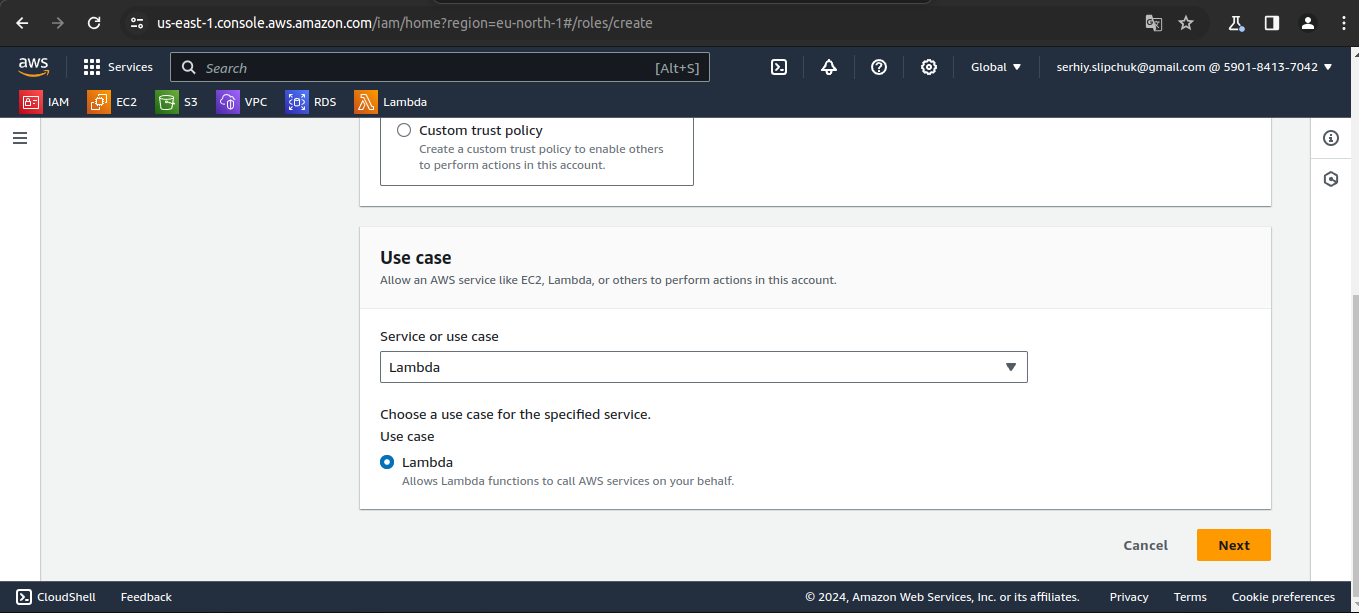 us-east-1.console.aws.amazon.com/iam/home?region=eu-north-1#/roles/create
aws
Services
Search
[Alt+S]
Global
serhiy.slipchuk@gmail.com @ 5901-8413-7042
IAM
EC2
S3
VPC
RDS
Lambda
Custom trust policy
Create a custom trust policy to enable others
to perform actions in this account.
Use case
Allow an AWS service like EC2, Lambda, or others to perform actions in this account.
Service or use case
Lambda
Choose a use case for the specified service.
Use case
Lambda
Allows Lambda functions to call AWS services on your behalf.
Cancel
Next
CloudShell
Feedback
© 2024, Amazon Web Services, Inc. or its affiliates.
Privacy
Terms
Cookie preferences